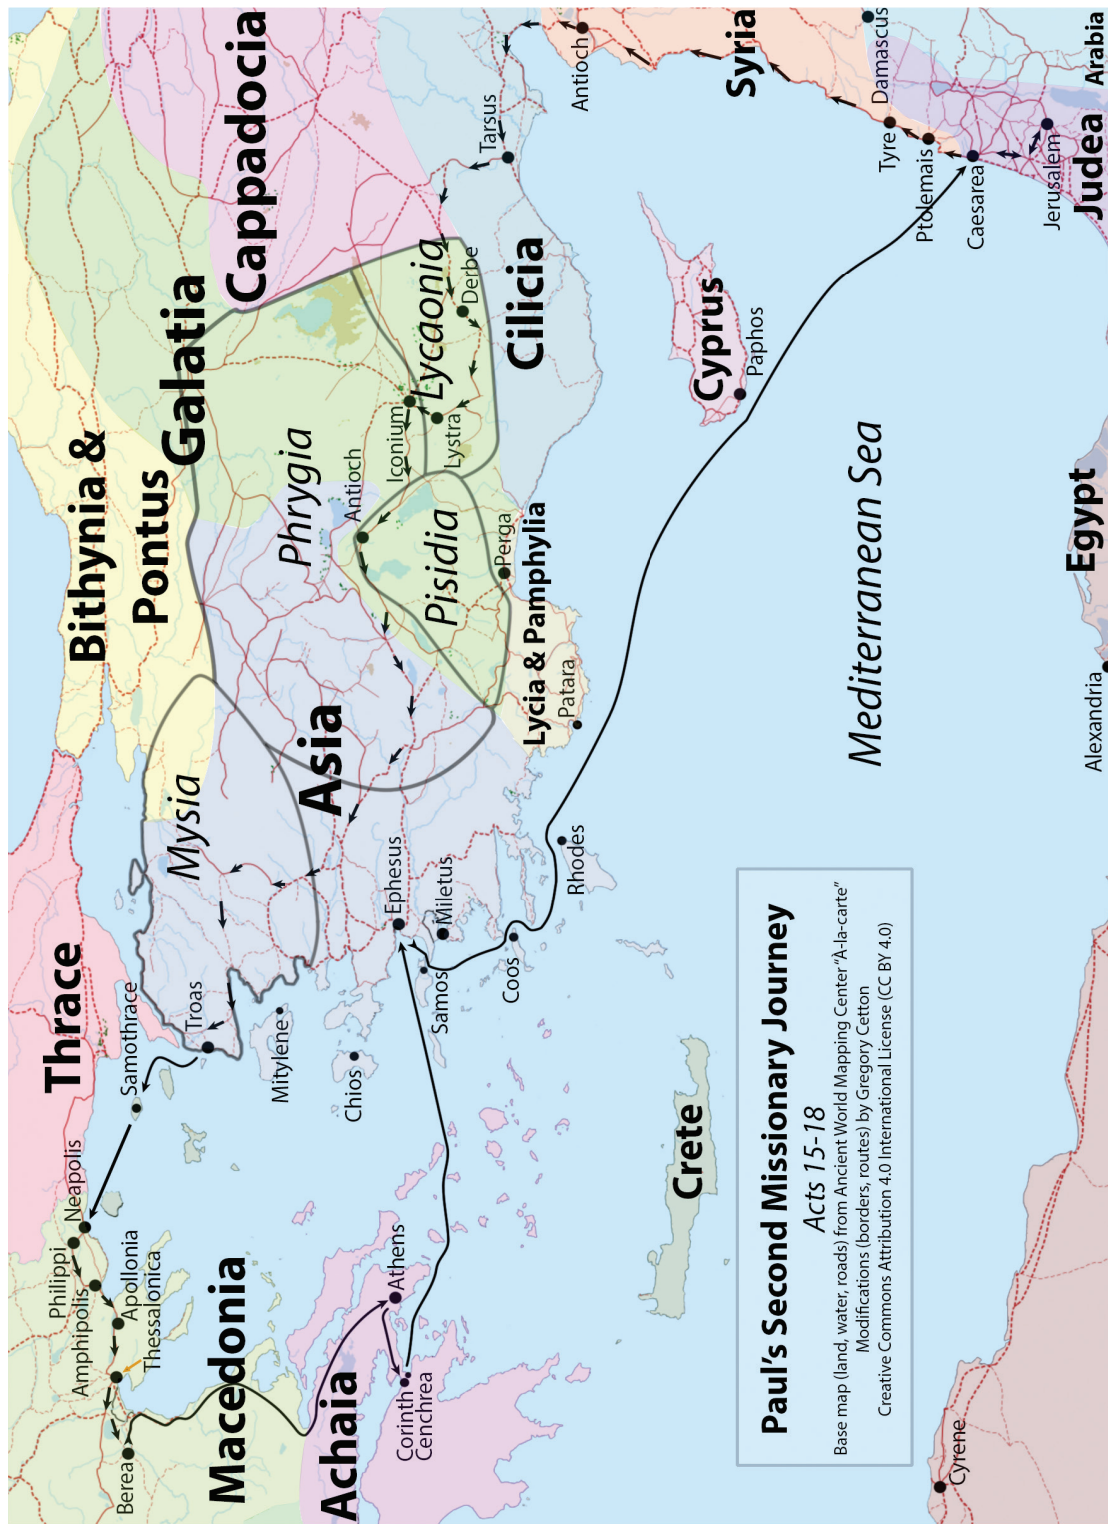 Bithynia &
Pontus
Thrace
Galatia
Cappadocia
Macedonia
Achaia
Asia
Mysia
Phrygia
Pisidia
Lycaonia
Cilicia
Lycia & Pamphylia
Syria
Judea
Arabia
Cyprus
Crete
Egypt
Mediterranean Sea
Philippi
Neapolis
Amphipolis
Apollonia
Thessalonica
Berea
Samothrace
Troas
Mitylene
Chios
Athens
Corinth
Cenchrea
Ephesus
Samos
Miletus
Coos
Rhodes
Patara
Perga
Antioch
Iconium
Lystra
Derbe
Tarsus
Antioch
Paphos
Damascus
Tyre
Ptolemais
Caesarea
Jerusalem
Alexandria
Cyrene
Paul's Second Missionary Journey
Acts 15-18
Base map (land, water, roads) from Ancient World Mapping Center "À-la-carte"
Modifications (borders, routes) by Gregory Cetton
Creative Commons Attribution 4.0 International License (CC BY 4.0)